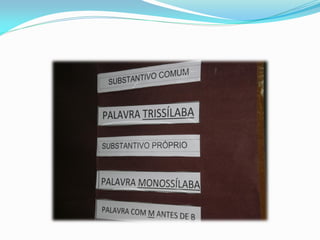 SUBSTANTIVO COMUM
PALAVRA TRISSÍLABA
SUBSTANTIVO PRÓPRIO
PALAVRA MONOSSÍLABA
PALAVRA COM M ANTES DE B